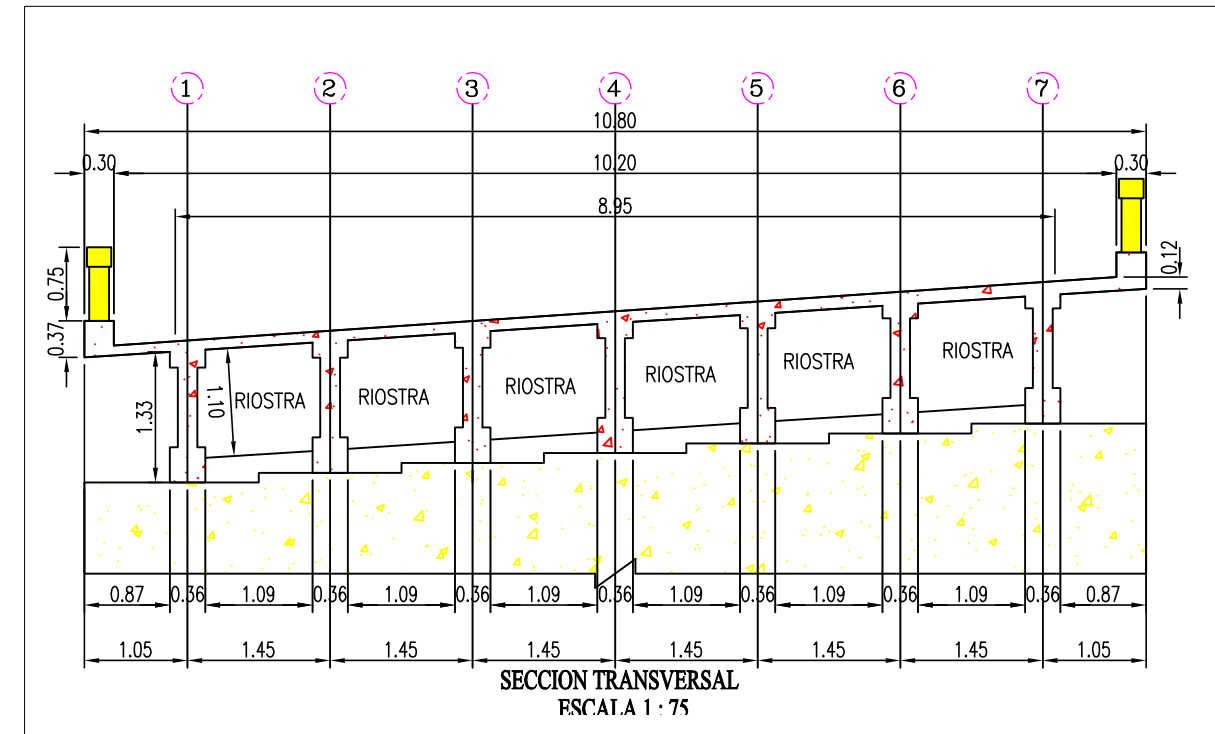 1 2 3 4 5 6 7
10.80
0.30 10.20 0.30
8.95
0.75
0.12
0.37
1.33
1.10
RIOSTRA RIOSTRA RIOSTRA RIOSTRA RIOSTRA RIOSTRA
0.87 0.36 1.09 0.36 1.09 0.36 1.09 0.36 1.09 0.36 1.09 0.36 1.09 0.36 0.87
1.05 1.45 1.45 1.45 1.45 1.45 1.45 1.05
SECCION TRANSVERSAL
ESCALA 1 : 75